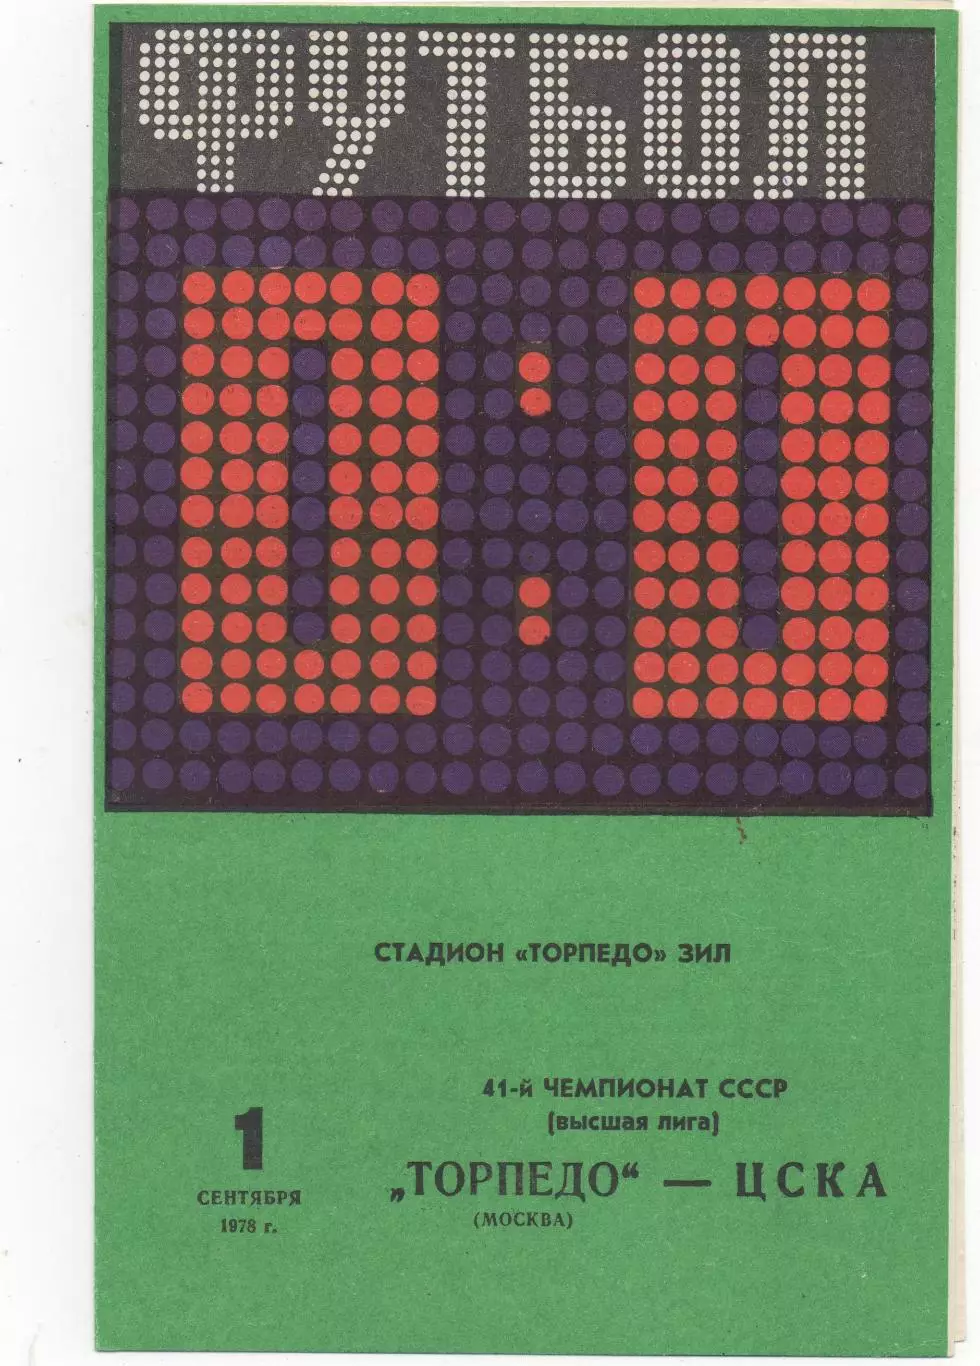 ФУТБОЛ
0:0
СТАДИОН «ТОРПЕДО» ЗИЛ
41-й ЧЕМПИОНАТ СССР
(высшая лига)
1
СЕНТЯБРЯ
1978 г.
„ТОРПЕДО“ — ЦСКА
(МОСКВА)